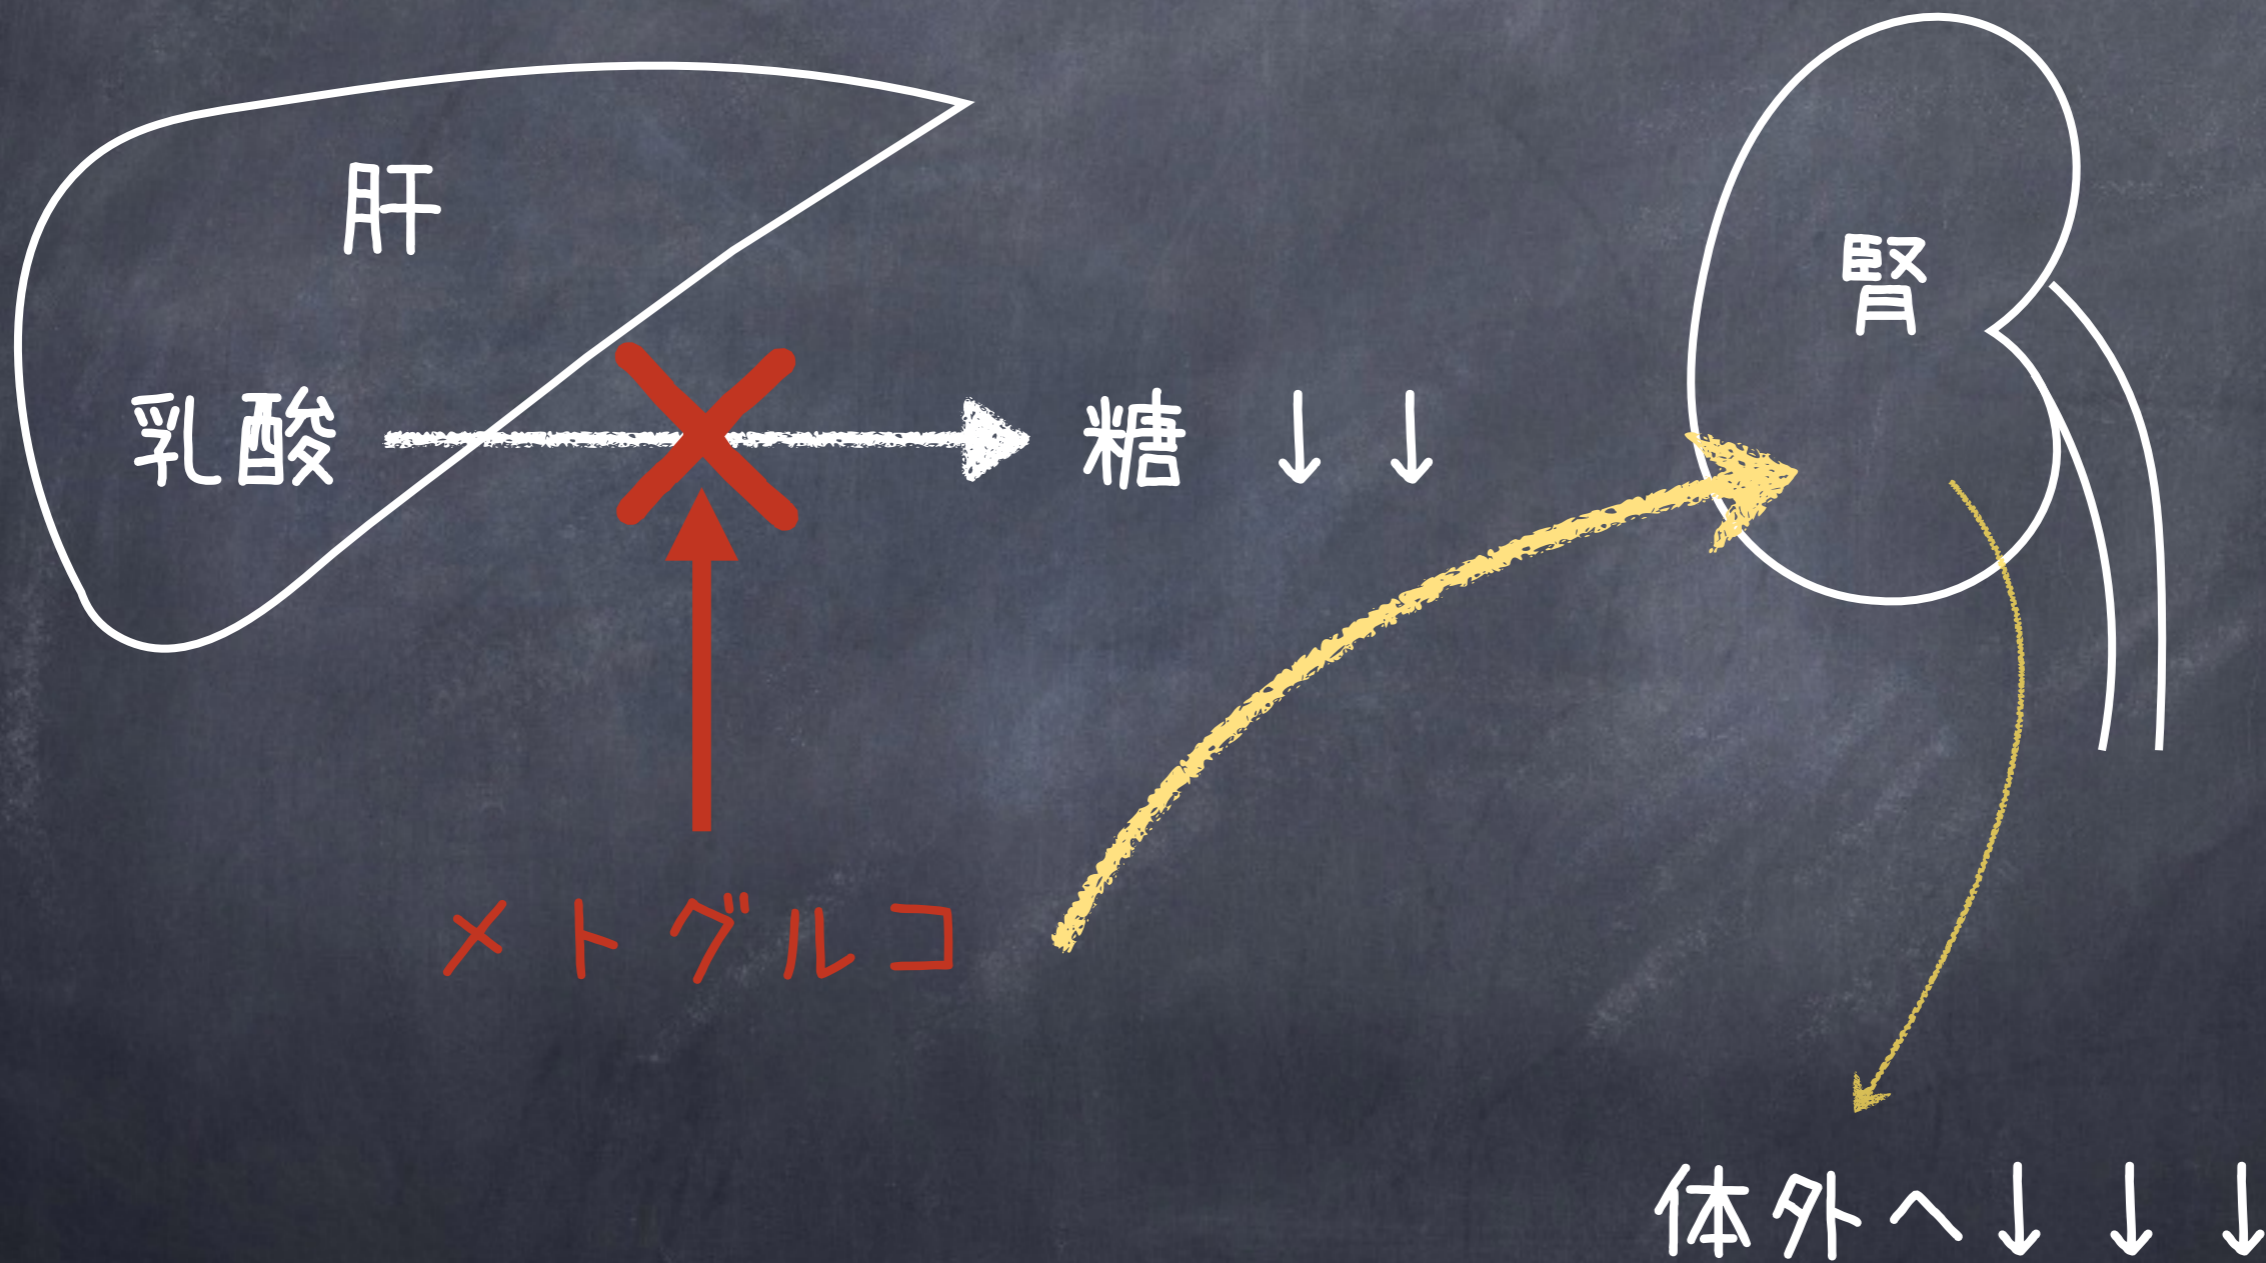 肝
腎
乳酸
糖 ↓ ↓
メトグルコ
体外へ↓ ↓ ↓